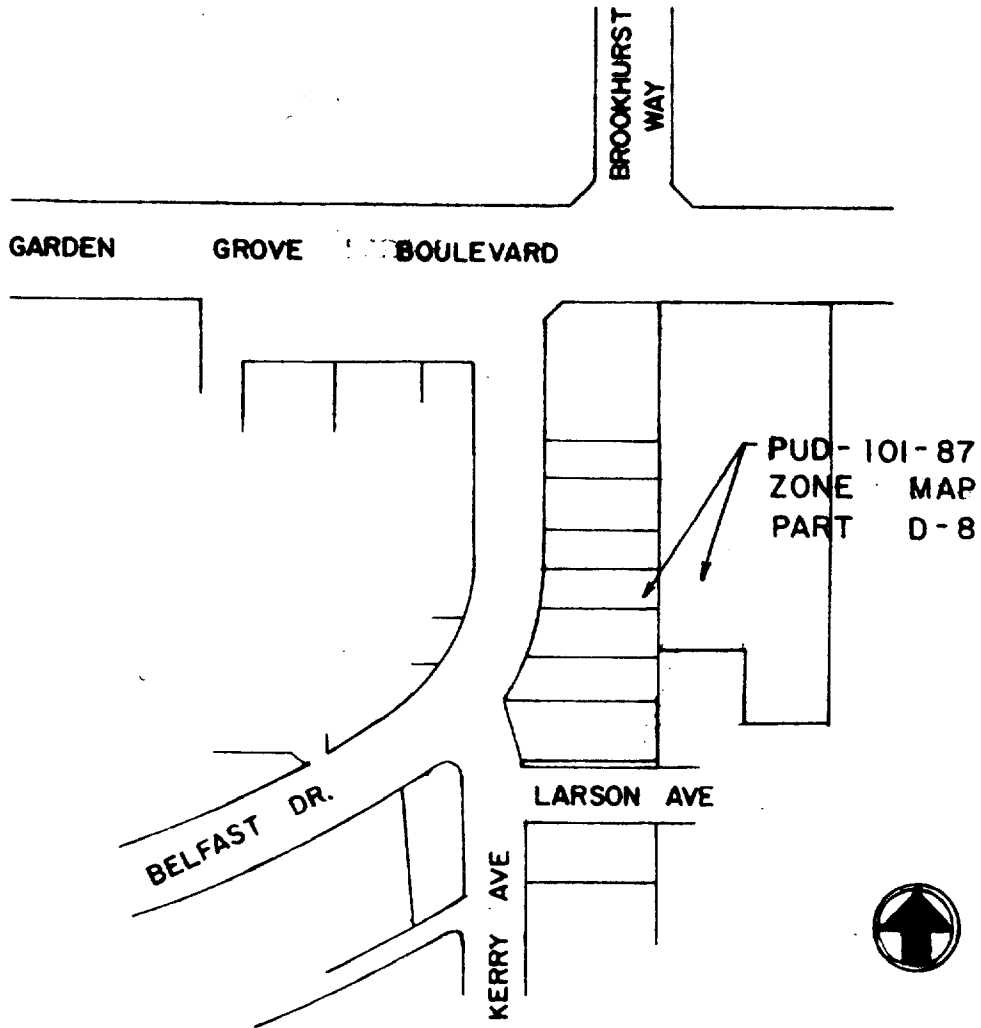 BROOKHURST
WAY
GARDEN GROVE BOULEVARD
PUD-101-87
ZONE MAP
PART D-8
LARSON AVE
BELFAST DR.
KERRY AVE